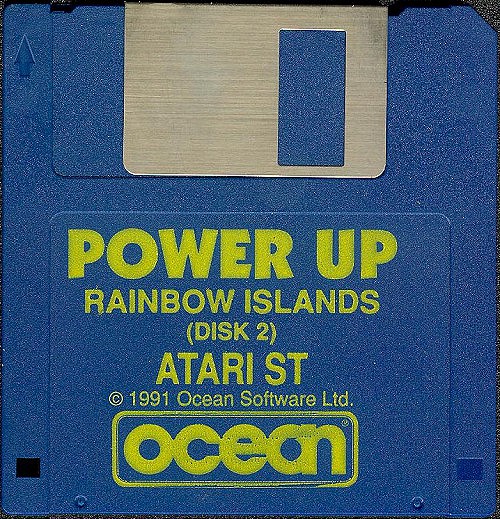 POWER UP
RAINBOW ISLANDS
(DISK 2)
ATARI ST
© 1991 Ocean Software Ltd.
ocean®